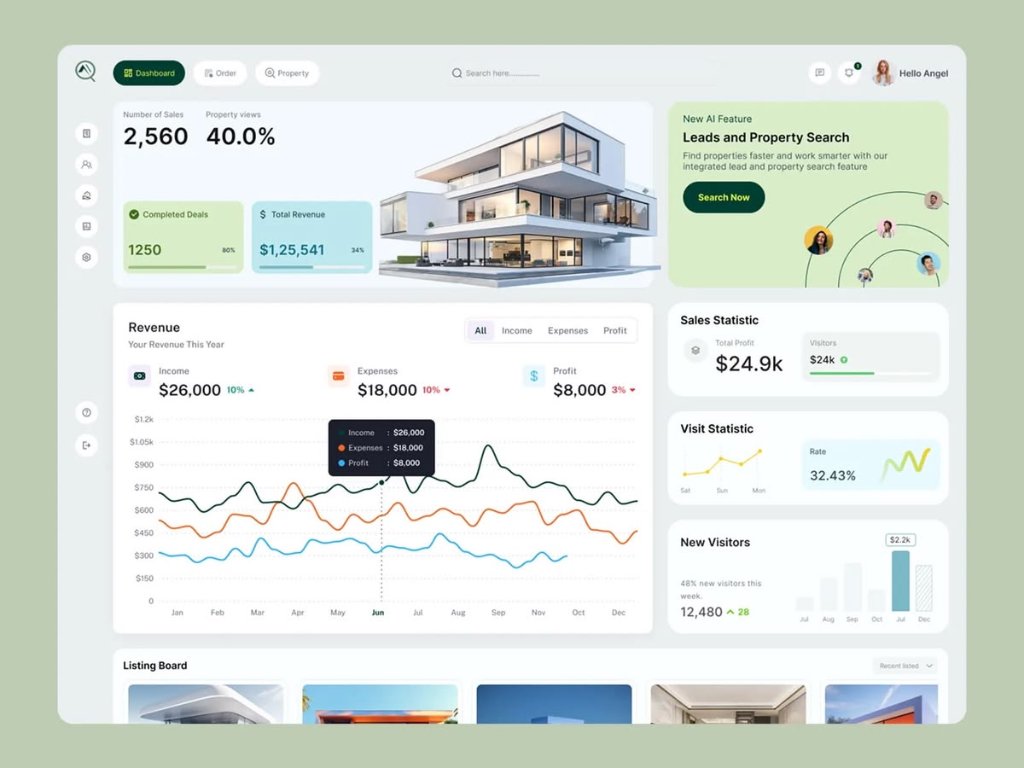 Dashboard
Order
Property
Search here..............
1
Hello Angel
Number of Sales
2,560
Property views
40.0%
Completed Deals
1250
80%
$ Total Revenue
$1,25,541
34%
New AI Feature
Leads and Property Search
Find properties faster and work smarter with our
integrated lead and property search feature
Search Now
Revenue
Your Revenue This Year
All
Income
Expenses
Profit
Income
$26,000 10%
Expenses
$18,000 10%
$
Profit
$8,000 3%
Income : $26,000
Expenses : $18,000
Profit : $8,000
$1.2k
$1.05k
$900
$750
$600
$450
$300
$150
0
Jan Feb Mar Apr May Jun Jul Aug Sep Nov Oct Dec
Sales Statistic
Total Profit
$24.9k
Visitors
$24k
Visit Statistic
Sat Sun Mon
Rate
32.43%
New Visitors
48% new visitors this
week.
12,480 28
$2.2k
Jul Aug Sep Oct Jul Dec
Listing Board
Recent listed